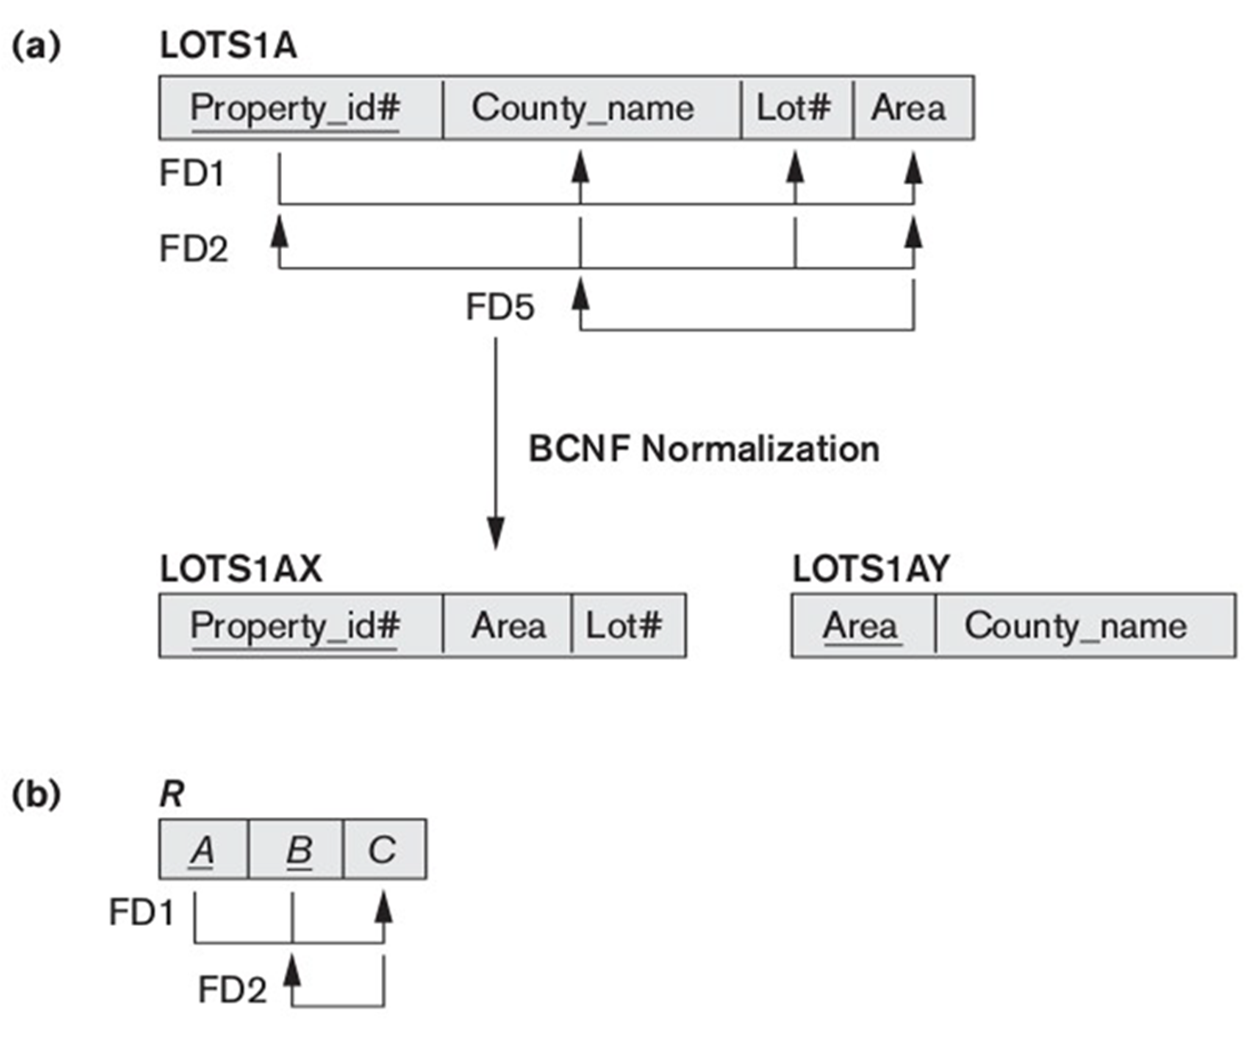 (a) LOTS1A
Property_id# County_name Lot# Area
FD1
FD2
FD5
BCNF Normalization
LOTS1AX LOTS1AY
Property_id# Area Lot# Area County_name
(b) R
A B C
FD1
FD2